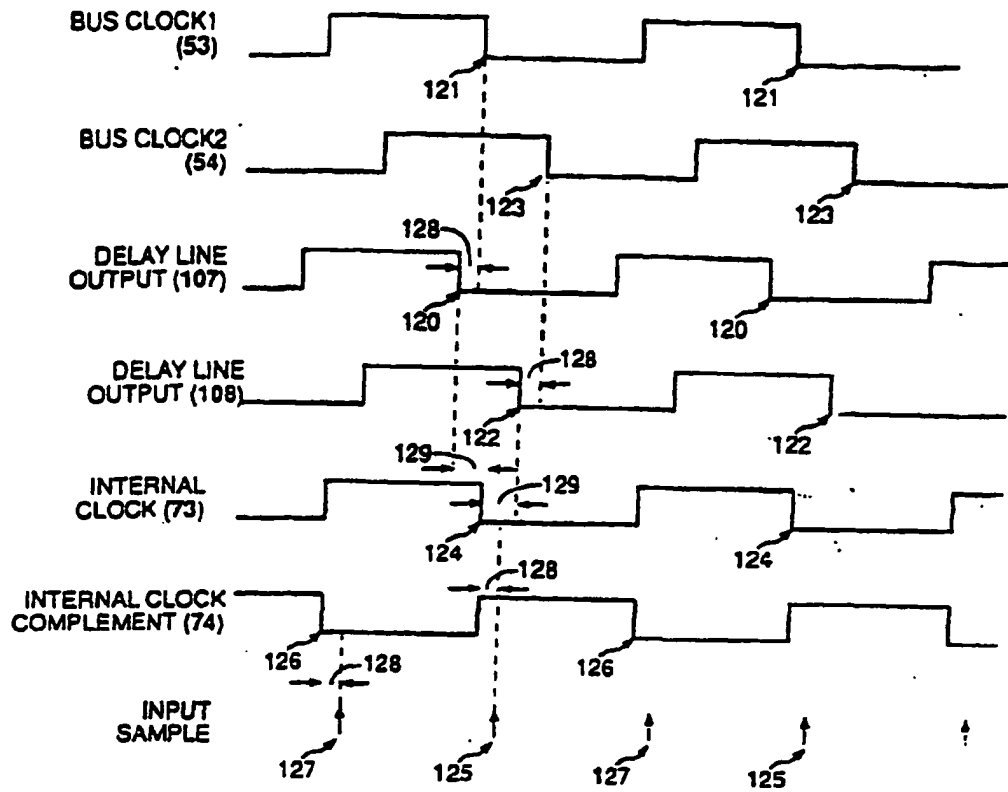 BUS CLOCK1
(53)
121
121
BUS CLOCK2
(54)
123
123
128
DELAY LINE
OUTPUT (107)
120
120
DELAY LINE
OUTPUT (108)
128
122
122
129
INTERNAL
CLOCK (73)
129
124
124
128
INTERNAL CLOCK
COMPLEMENT (74)
126
128
126
INPUT
SAMPLE
127
125
127
125